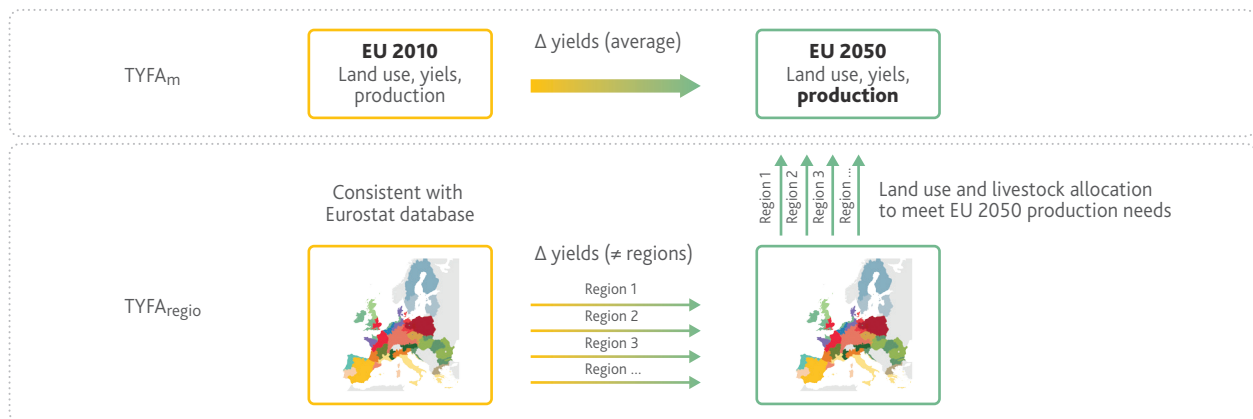 TYFAm
EU 2010
Land use, yiels,
production
Δ yields (average)
EU 2050
Land use, yiels,
production
TYFAregio
Consistent with
Eurostat database
Δ yields (≠ regions)
Region 1
Region 2
Region 3
Region ...
Region 1
Region 2
Region 3
Region ...
Land use and livestock allocation
to meet EU 2050 production needs